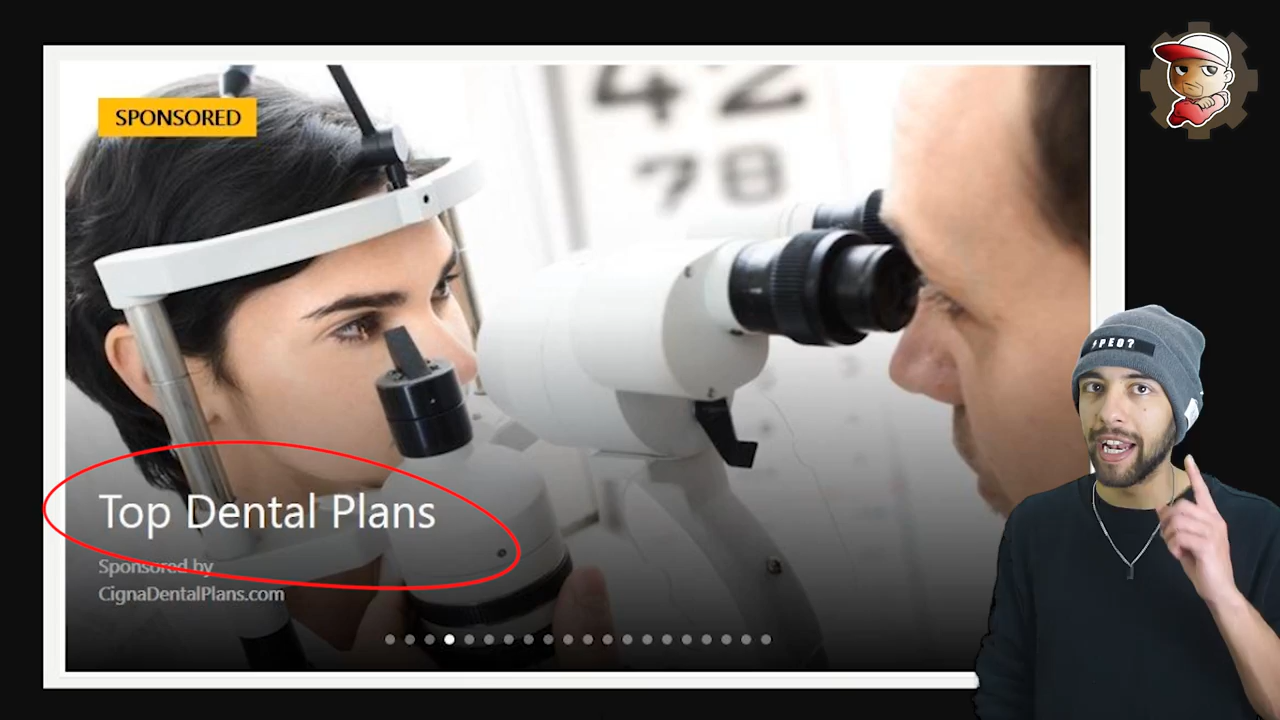 SPONSORED
42
78
Top Dental Plans
Sponsored by
CignaDentalPlans.com